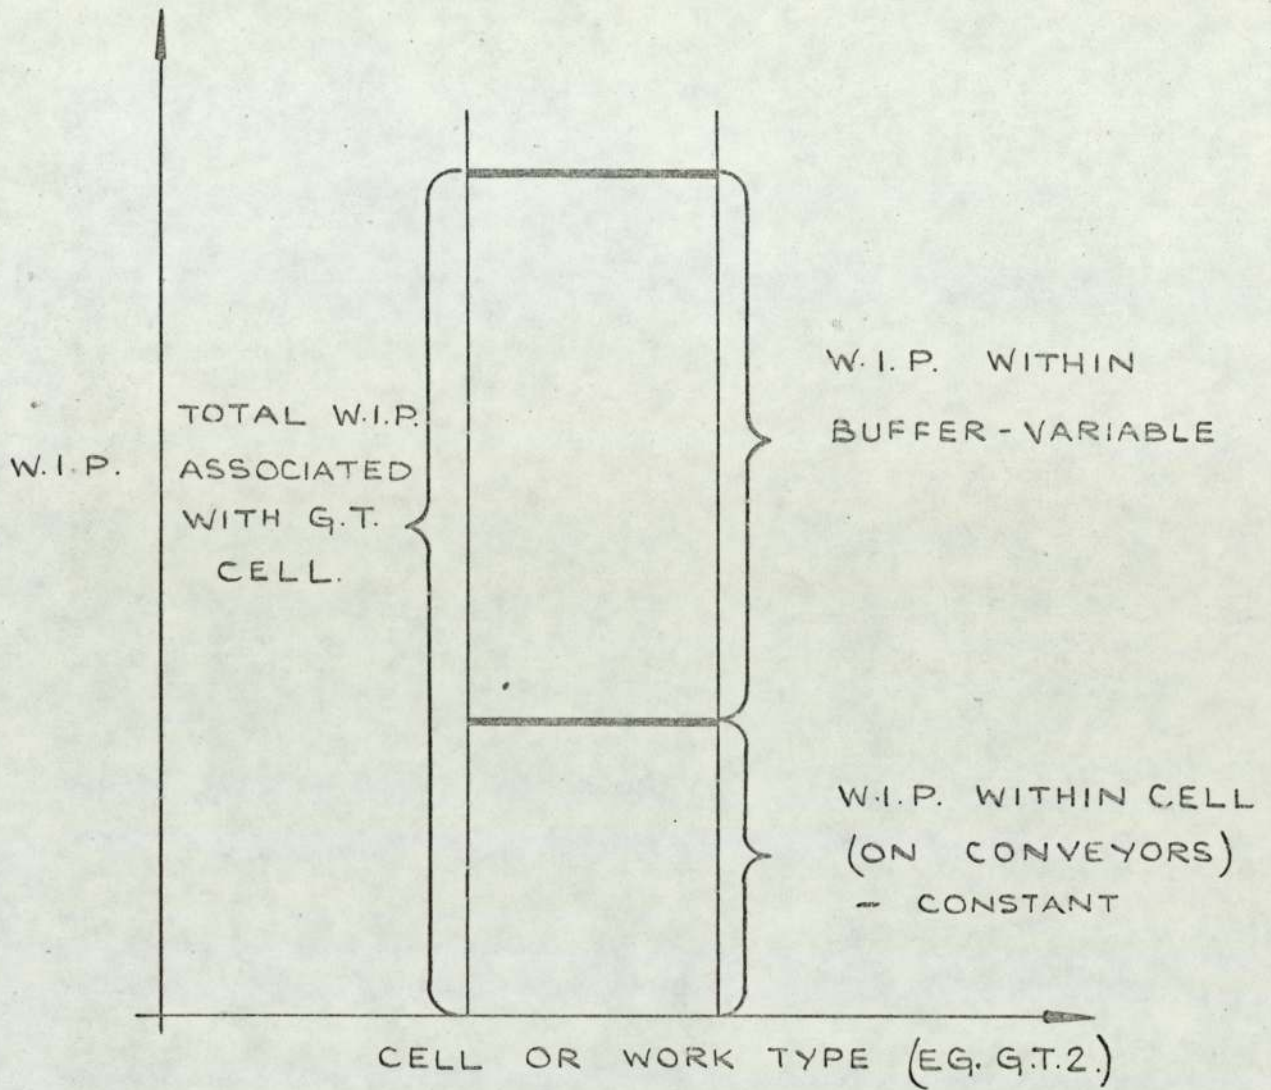 W.I.P.
TOTAL W.I.P.
ASSOCIATED
WITH G.T.
CELL.
W.I.P. WITHIN
BUFFER - VARIABLE
W.I.P. WITHIN CELL
(ON CONVEYORS)
- CONSTANT
CELL OR WORK TYPE (EG. G.T.2.)